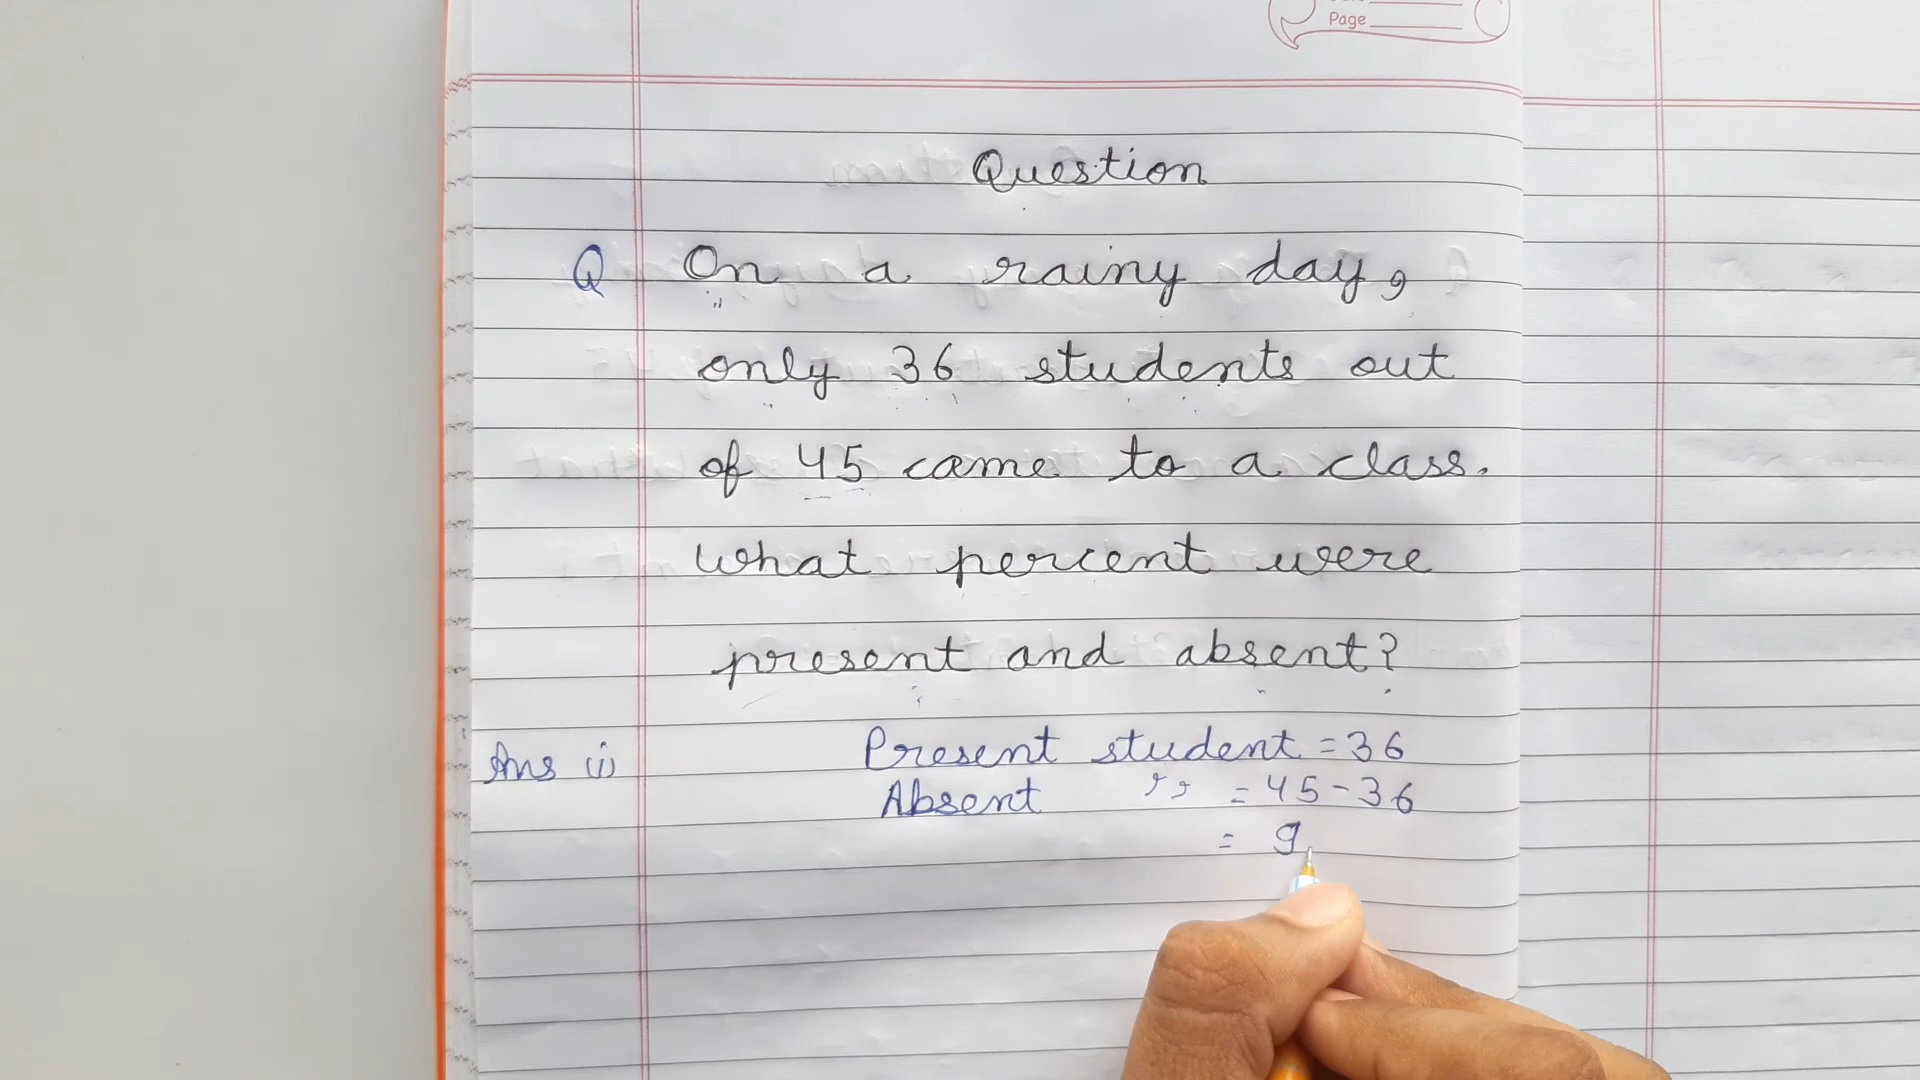 Page
Question
Q On a rainy day,
only 36 students out
of 45 came to a class.
What percent were
present and absent?
Ans (i) Present student = 36
Absent ,, = 45 - 36
= 9